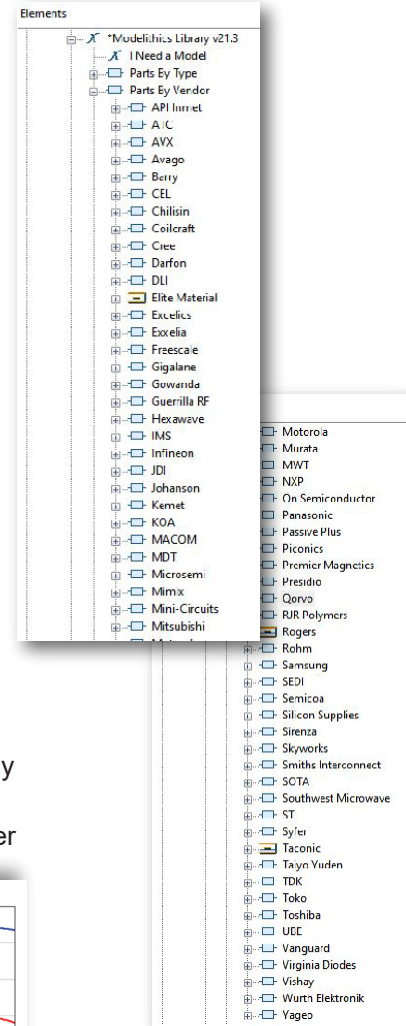 Elements
*Modelithics Library v21.3
I Need a Model
Parts By Type
Parts By Vendor
API Inmet
ATC
AVX
Avago
Barry
CEL
Chilisin
Coilcraft
Cree
Darfon
DLI
Elite Material
Excelics
Exxelia
Freescale
Gigalane
Gowanda
Guerrilla RF
Hexawave
IMS
Infineon
JDI
Johanson
Kemet
KOA
MACOM
MDT
Microsemi
Mimix
Mini-Circuits
Mitsubishi
Motorola
Murata
MWT
NXP
On Semiconductor
Panasonic
Passive Plus
Piconics
Premier Magnetics
Presidio
Qorvo
RJR Polymers
Rogers
Rohm
Samsung
SEDI
Semicoa
Silicon Supplies
Sirenza
Skyworks
Smiths Interconnect
SOTA
Southwest Microwave
ST
Syfer
Taconic
Taiyo Yuden
TDK
Toko
Toshiba
UBE
Vanguard
Virginia Diodes
Vishay
Wurth Elektronik
Yageo
y
er